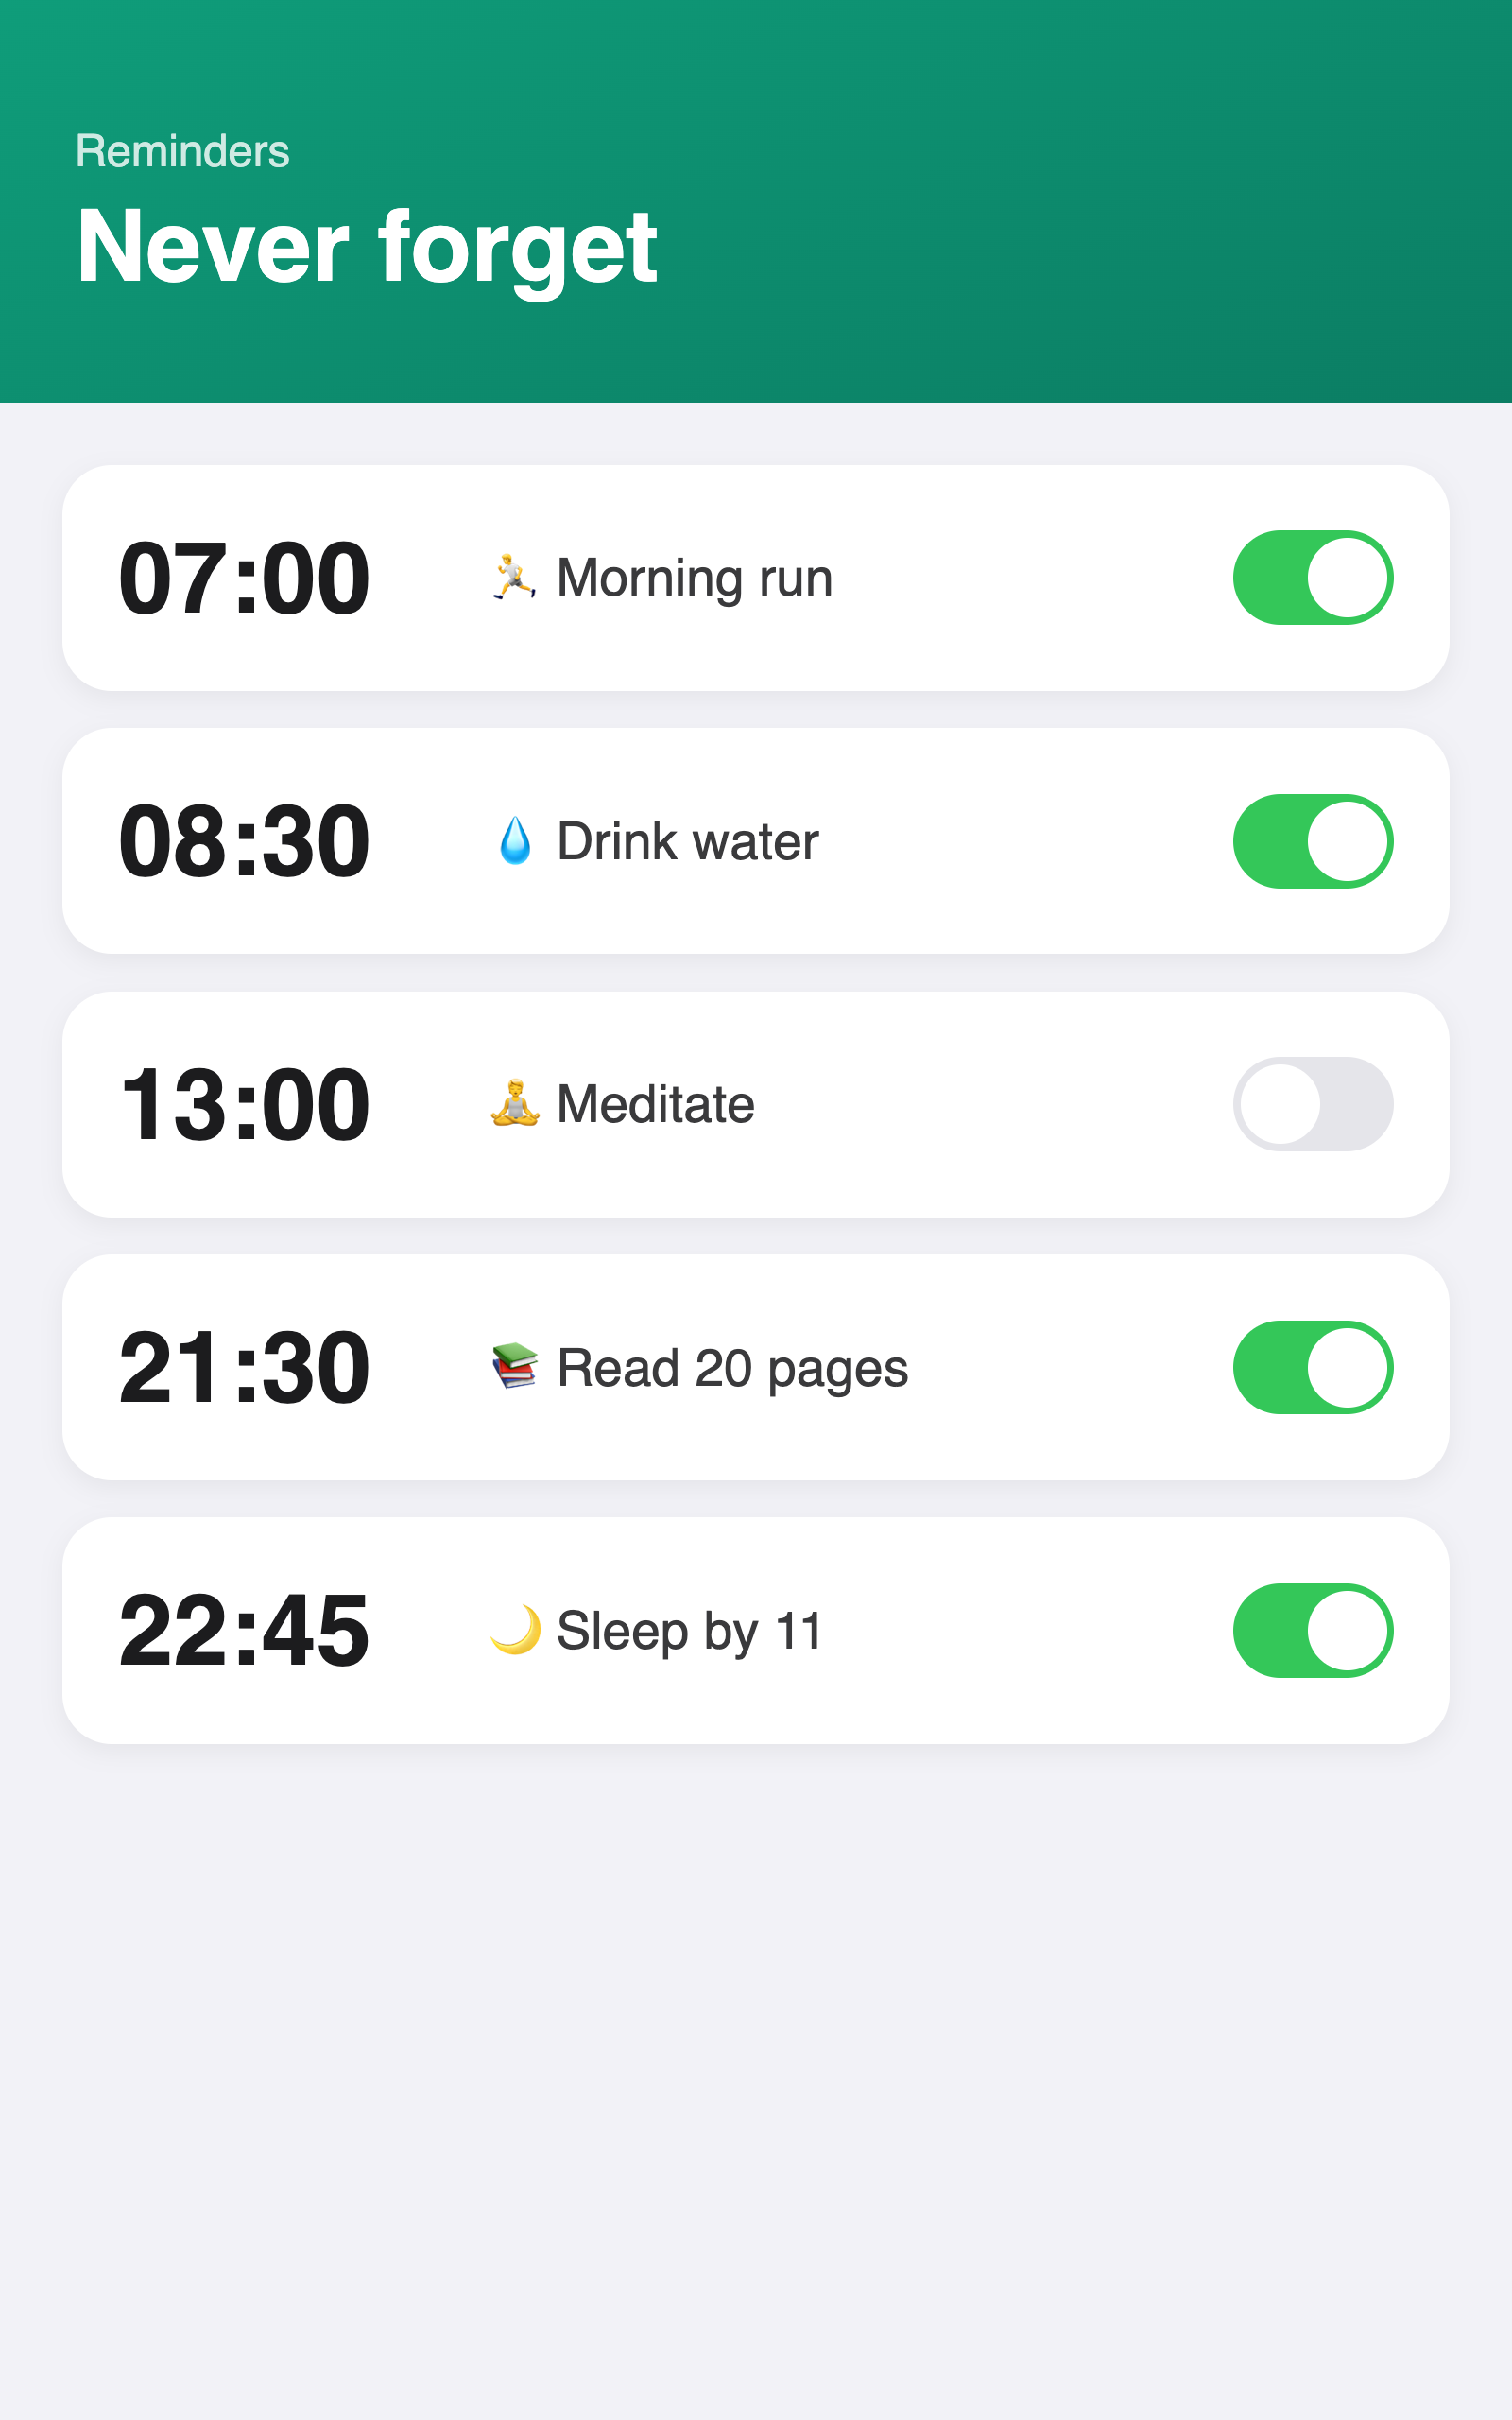 Reminders
Never forget
07:00 🏃 Morning run
08:30 💧 Drink water
13:00 🧘 Meditate
21:30 📚 Read 20 pages
22:45 🌙 Sleep by 11